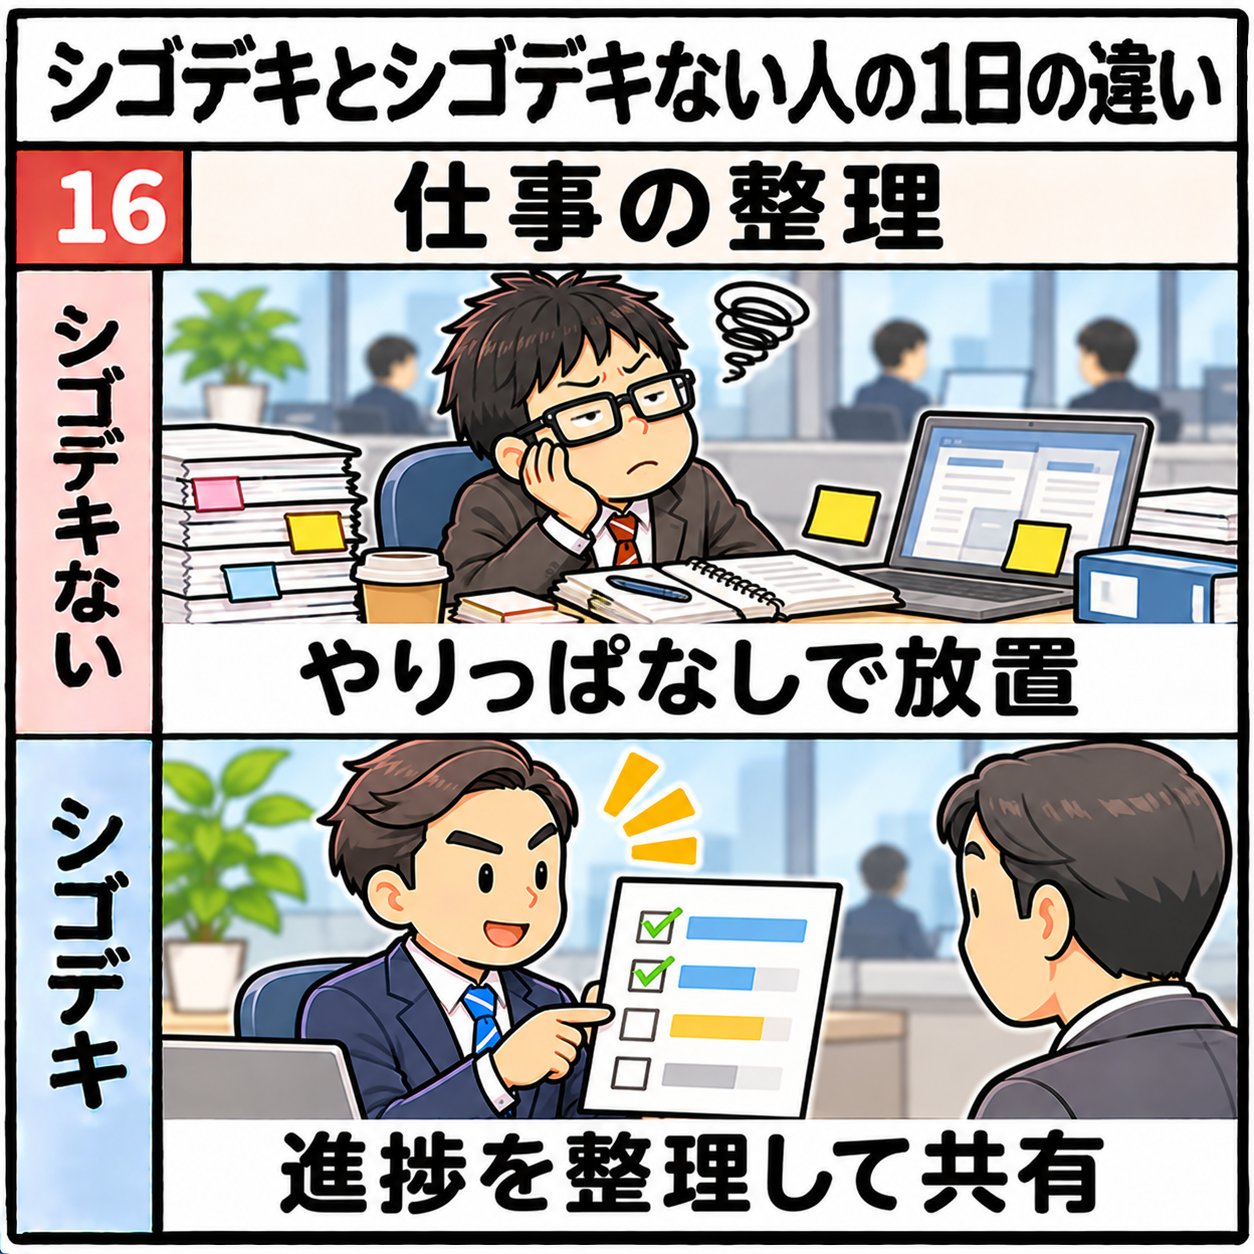 シゴデキとシゴデキない人の1日の違い
16
仕事の整理
シゴデキない
やりっぱなしで放置
シゴデキ
進捗を整理して共有